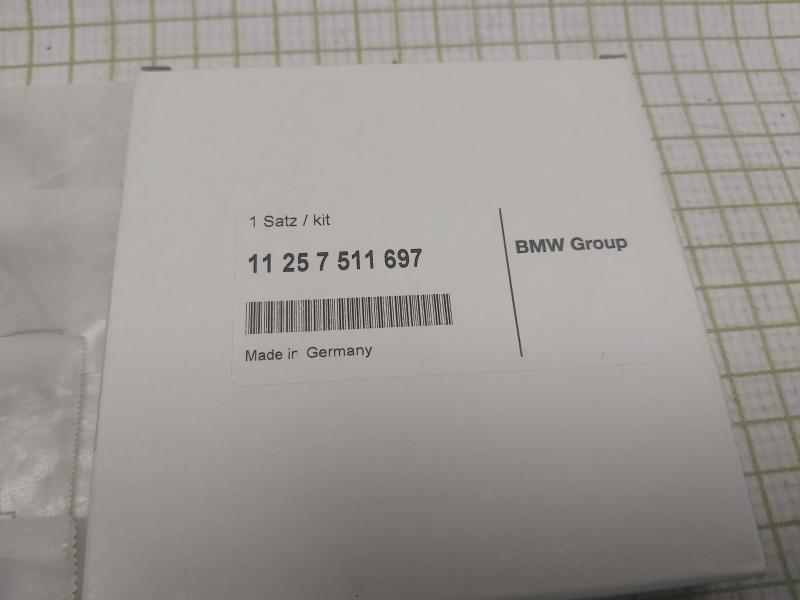 1 Satz / kit
11 25 7 511 697
BMW Group
Made in Germany